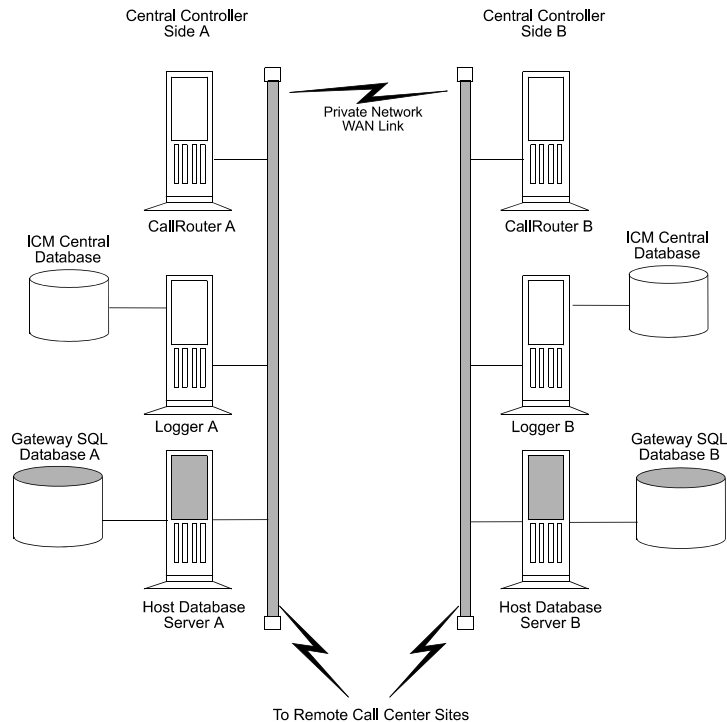 Central Controller
Side A
Central Controller
Side B
Private Network
WAN Link
CallRouter A
CallRouter B
ICM Central
Database
ICM Central
Database
Logger A
Logger B
Gateway SQL
Database A
Gateway SQL
Database B
Host Database
Server A
Host Database
Server B
To Remote Call Center Sites